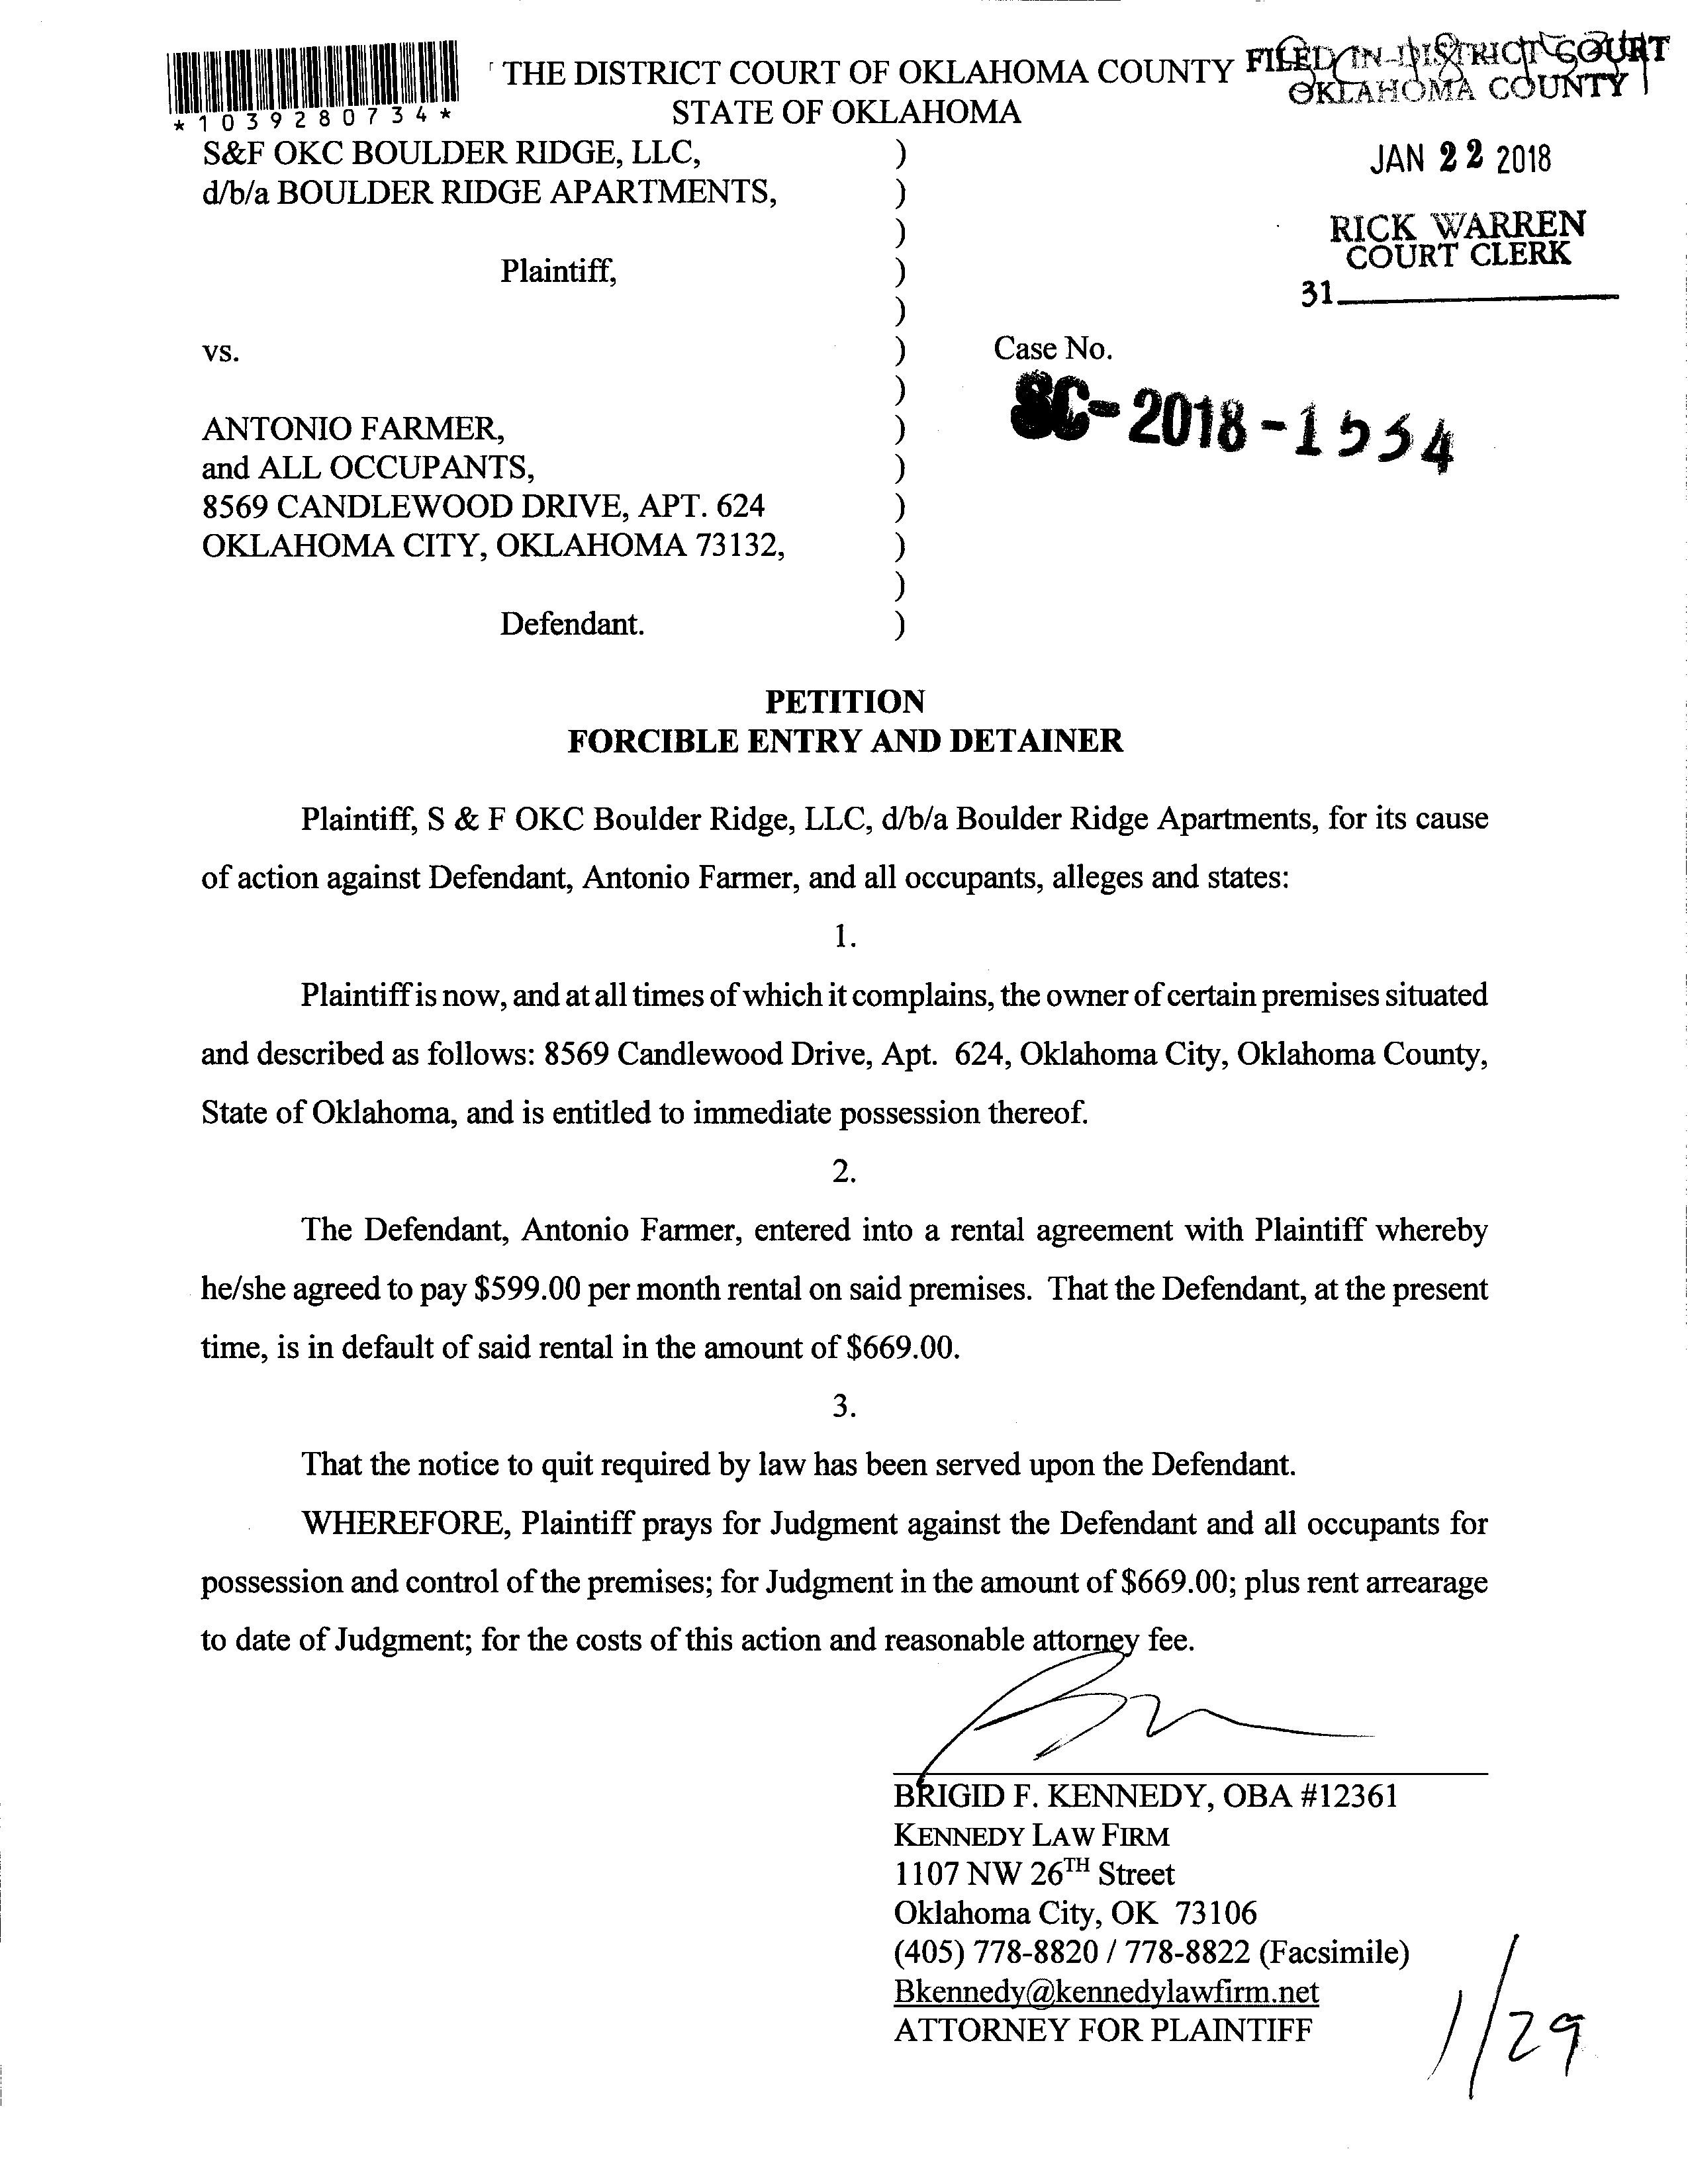 THE DISTRICT COURT OF OKLAHOMA COUNTY
STATE OF OKLAHOMA
FILED IN DISTRICT COURT
OKLAHOMA COUNTY
*1039280734*
JAN 22 2018
RICK WARREN
COURT CLERK
31
S&F OKC BOULDER RIDGE, LLC, )
d/b/a BOULDER RIDGE APARTMENTS, )
)
Plaintiff, )
)
vs. ) Case No.
)
SC-2018-1534
ANTONIO FARMER, )
and ALL OCCUPANTS, )
8569 CANDLEWOOD DRIVE, APT. 624 )
OKLAHOMA CITY, OKLAHOMA 73132, )
)
Defendant. )
PETITION
FORCIBLE ENTRY AND DETAINER
Plaintiff, S & F OKC Boulder Ridge, LLC, d/b/a Boulder Ridge Apartments, for its cause
of action against Defendant, Antonio Farmer, and all occupants, alleges and states:
1.
Plaintiff is now, and at all times of which it complains, the owner of certain premises situated
and described as follows: 8569 Candlewood Drive, Apt. 624, Oklahoma City, Oklahoma County,
State of Oklahoma, and is entitled to immediate possession thereof.
2.
The Defendant, Antonio Farmer, entered into a rental agreement with Plaintiff whereby
he/she agreed to pay $599.00 per month rental on said premises. That the Defendant, at the present
time, is in default of said rental in the amount of $669.00.
3.
That the notice to quit required by law has been served upon the Defendant.
WHEREFORE, Plaintiff prays for Judgment against the Defendant and all occupants for
possession and control of the premises; for Judgment in the amount of $669.00; plus rent arrearage
to date of Judgment; for the costs of this action and reasonable attorney fee.
BRIGID F. KENNEDY, OBA #12361
KENNEDY LAW FIRM
1107 NW 26TH Street
Oklahoma City, OK 73106
(405) 778-8820 / 778-8822 (Facsimile)
Bkennedy@kennedylawfirm.net
ATTORNEY FOR PLAINTIFF
1/29